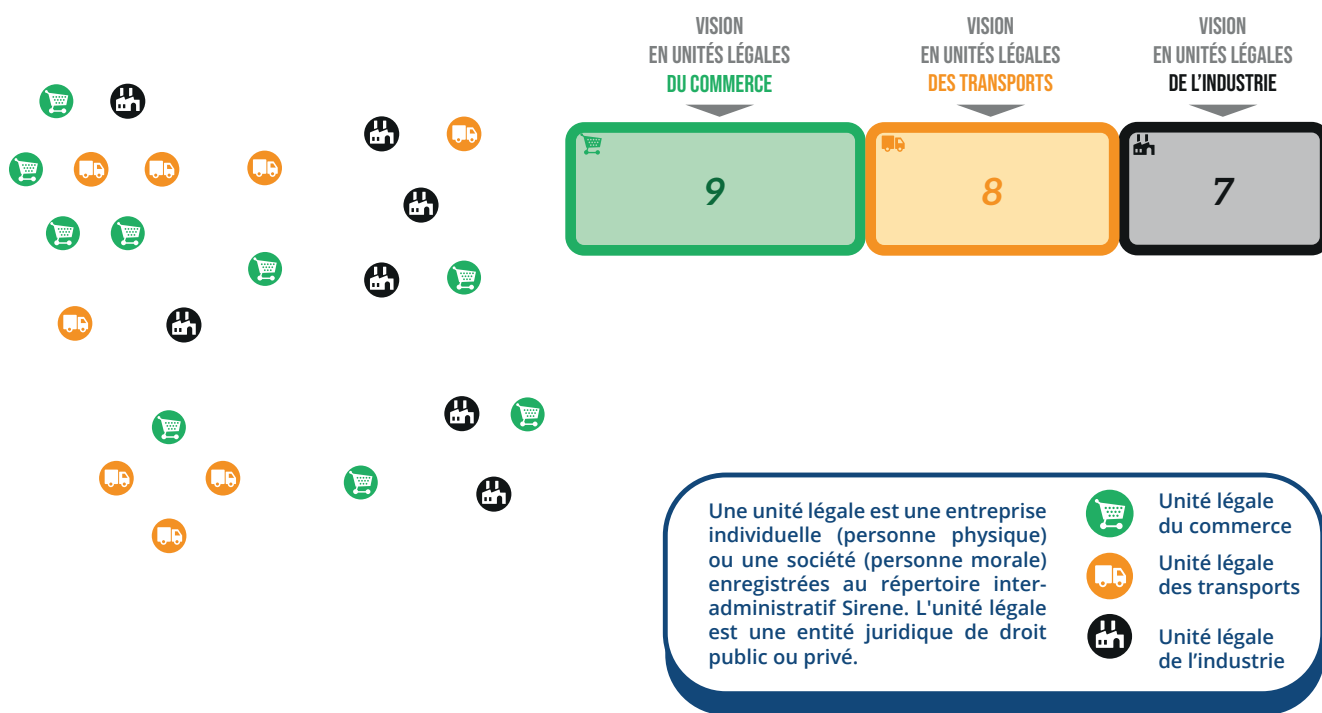 VISION
EN UNITÉS LÉGALES
DU COMMERCE
VISION
EN UNITÉS LÉGALES
DES TRANSPORTS
VISION
EN UNITÉS LÉGALES
DE L'INDUSTRIE
9
8
7
Une unité légale est une entreprise
individuelle (personne physique)
ou une société (personne morale)
enregistrées au répertoire inter-
administratif Sirene. L'unité légale
est une entité juridique de droit
public ou privé.
Unité légale
du commerce
Unité légale
des transports
Unité légale
de l'industrie